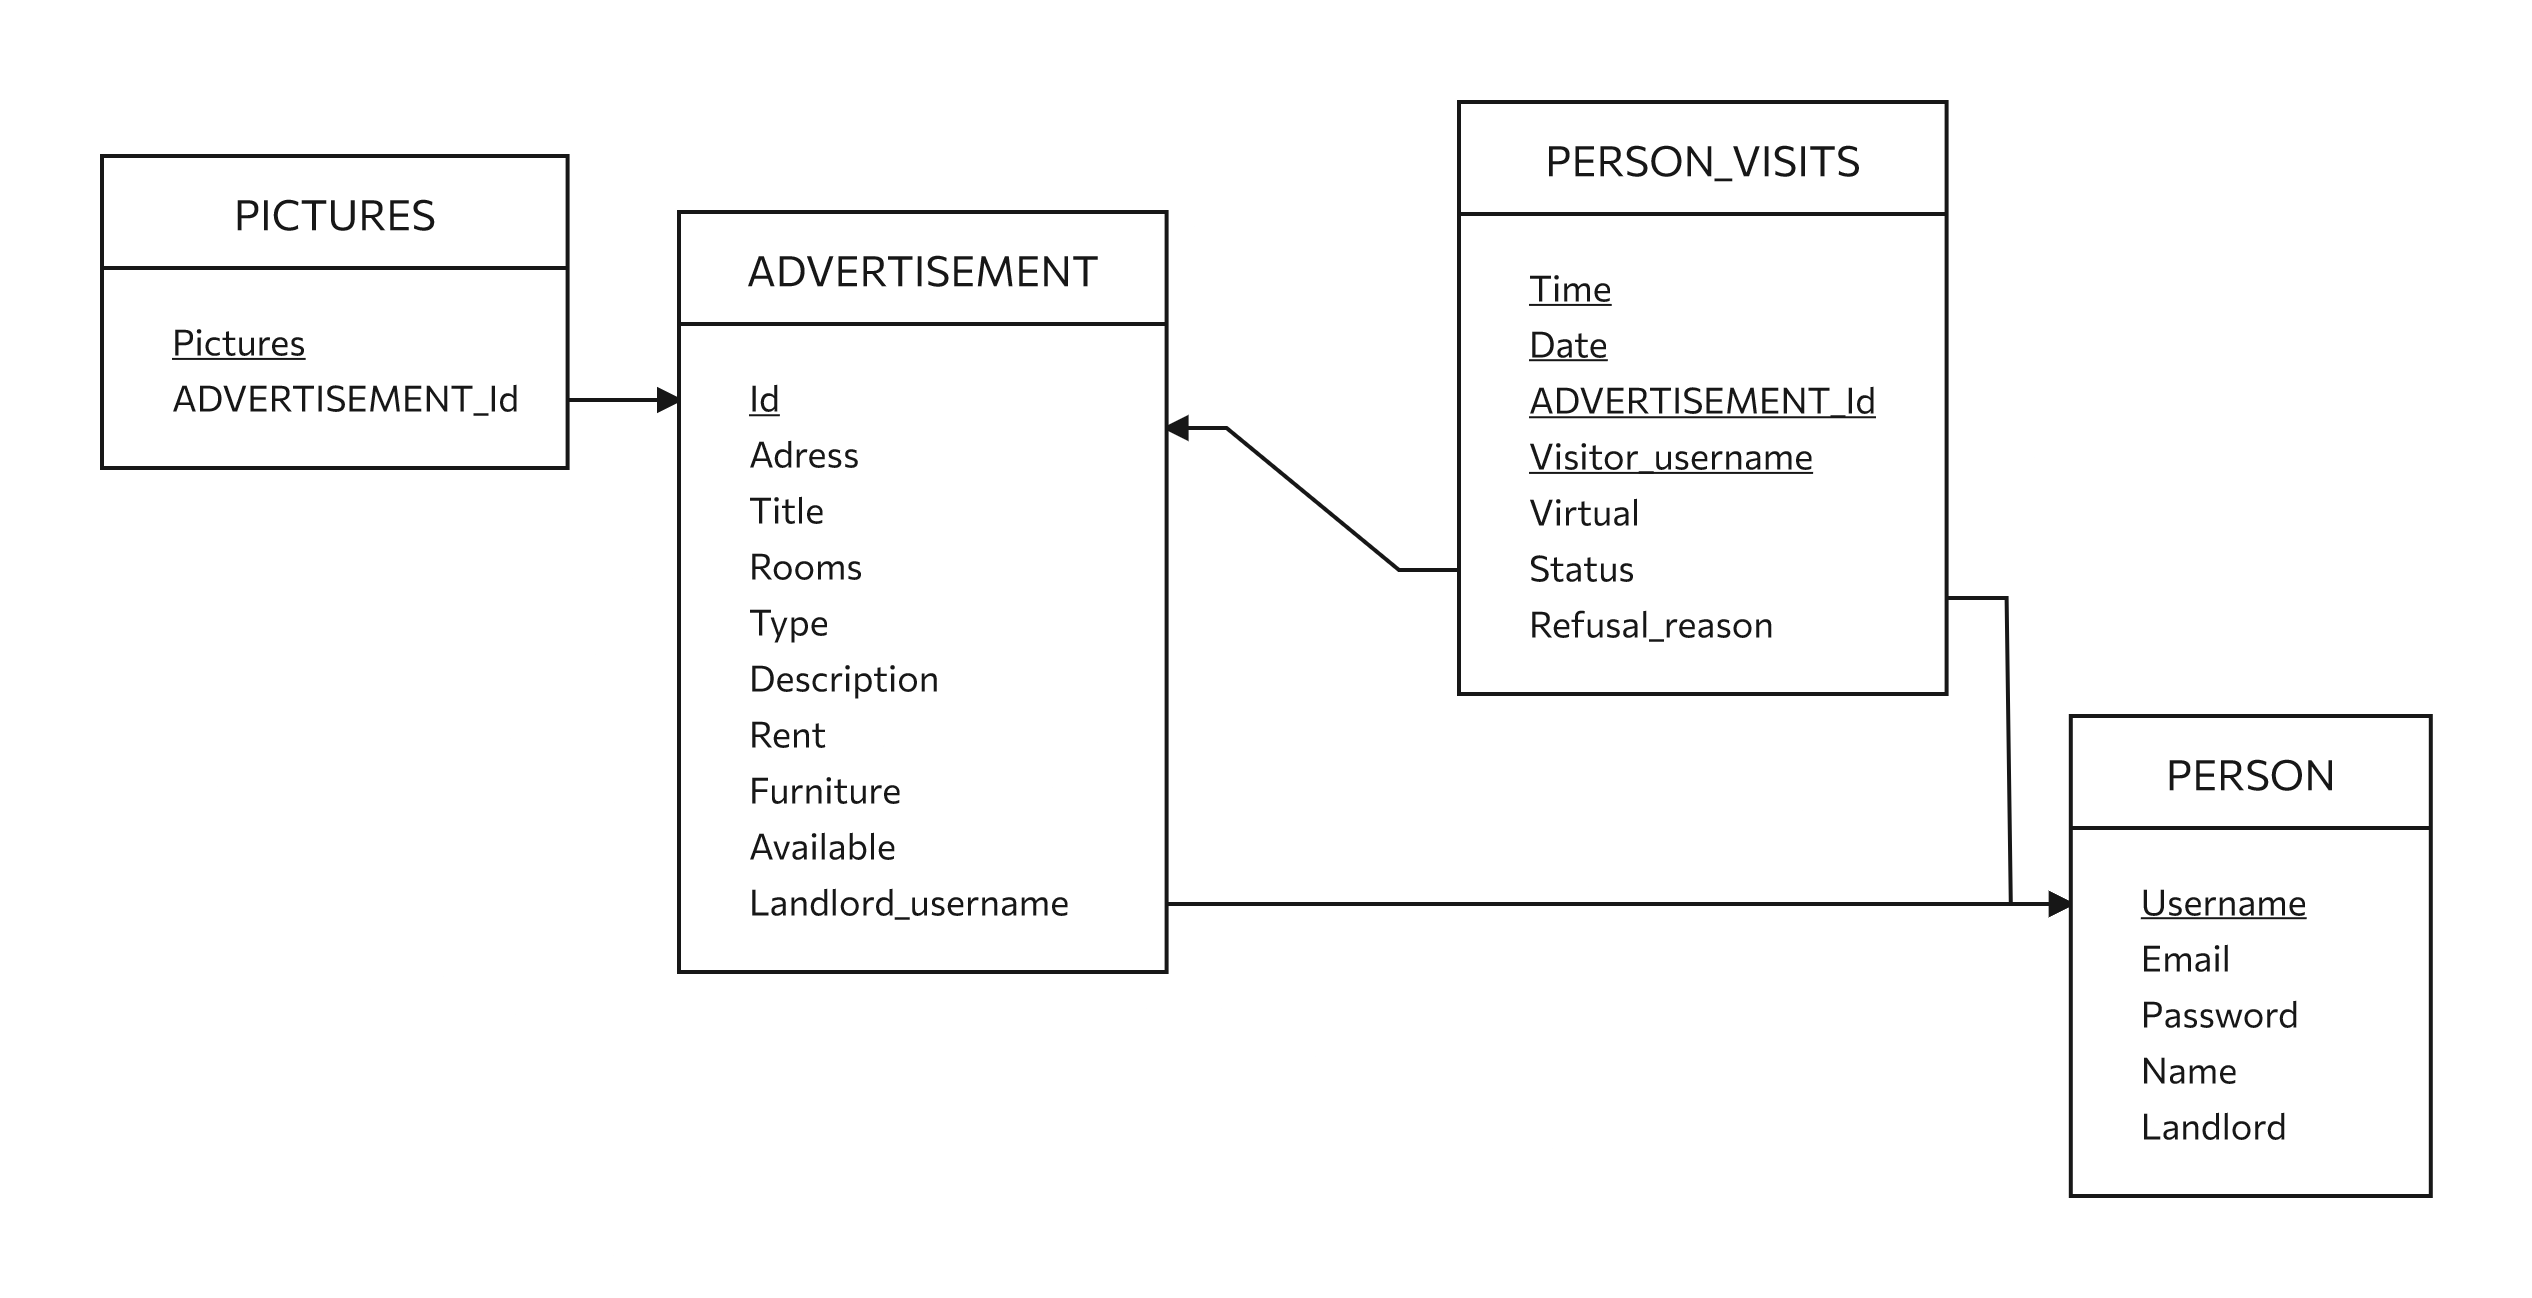 PICTURES
Pictures
ADVERTISEMENT_Id
ADVERTISEMENT
Id
Adress
Title
Rooms
Type
Description
Rent
Furniture
Available
Landlord_username
PERSON_VISITS
Time
Date
ADVERTISEMENT_Id
Visitor_username
Virtual
Status
Refusal_reason
PERSON
Username
Email
Password
Name
Landlord